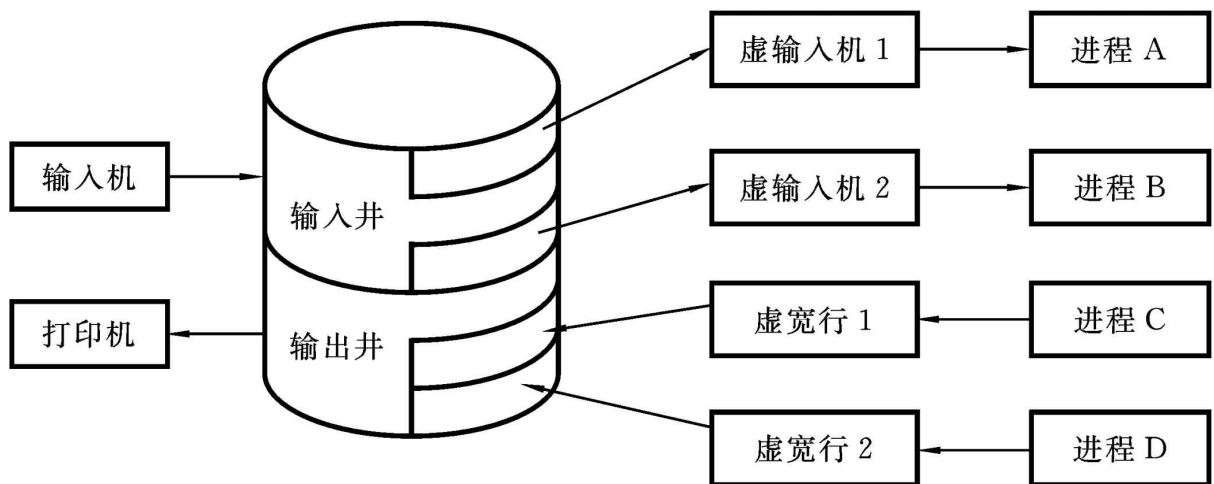 虚输入机 1
进程 A
输入机
输入井
虚输入机 2
进程 B
打印机
输出井
虚宽行 1
进程 C
虚宽行 2
进程 D